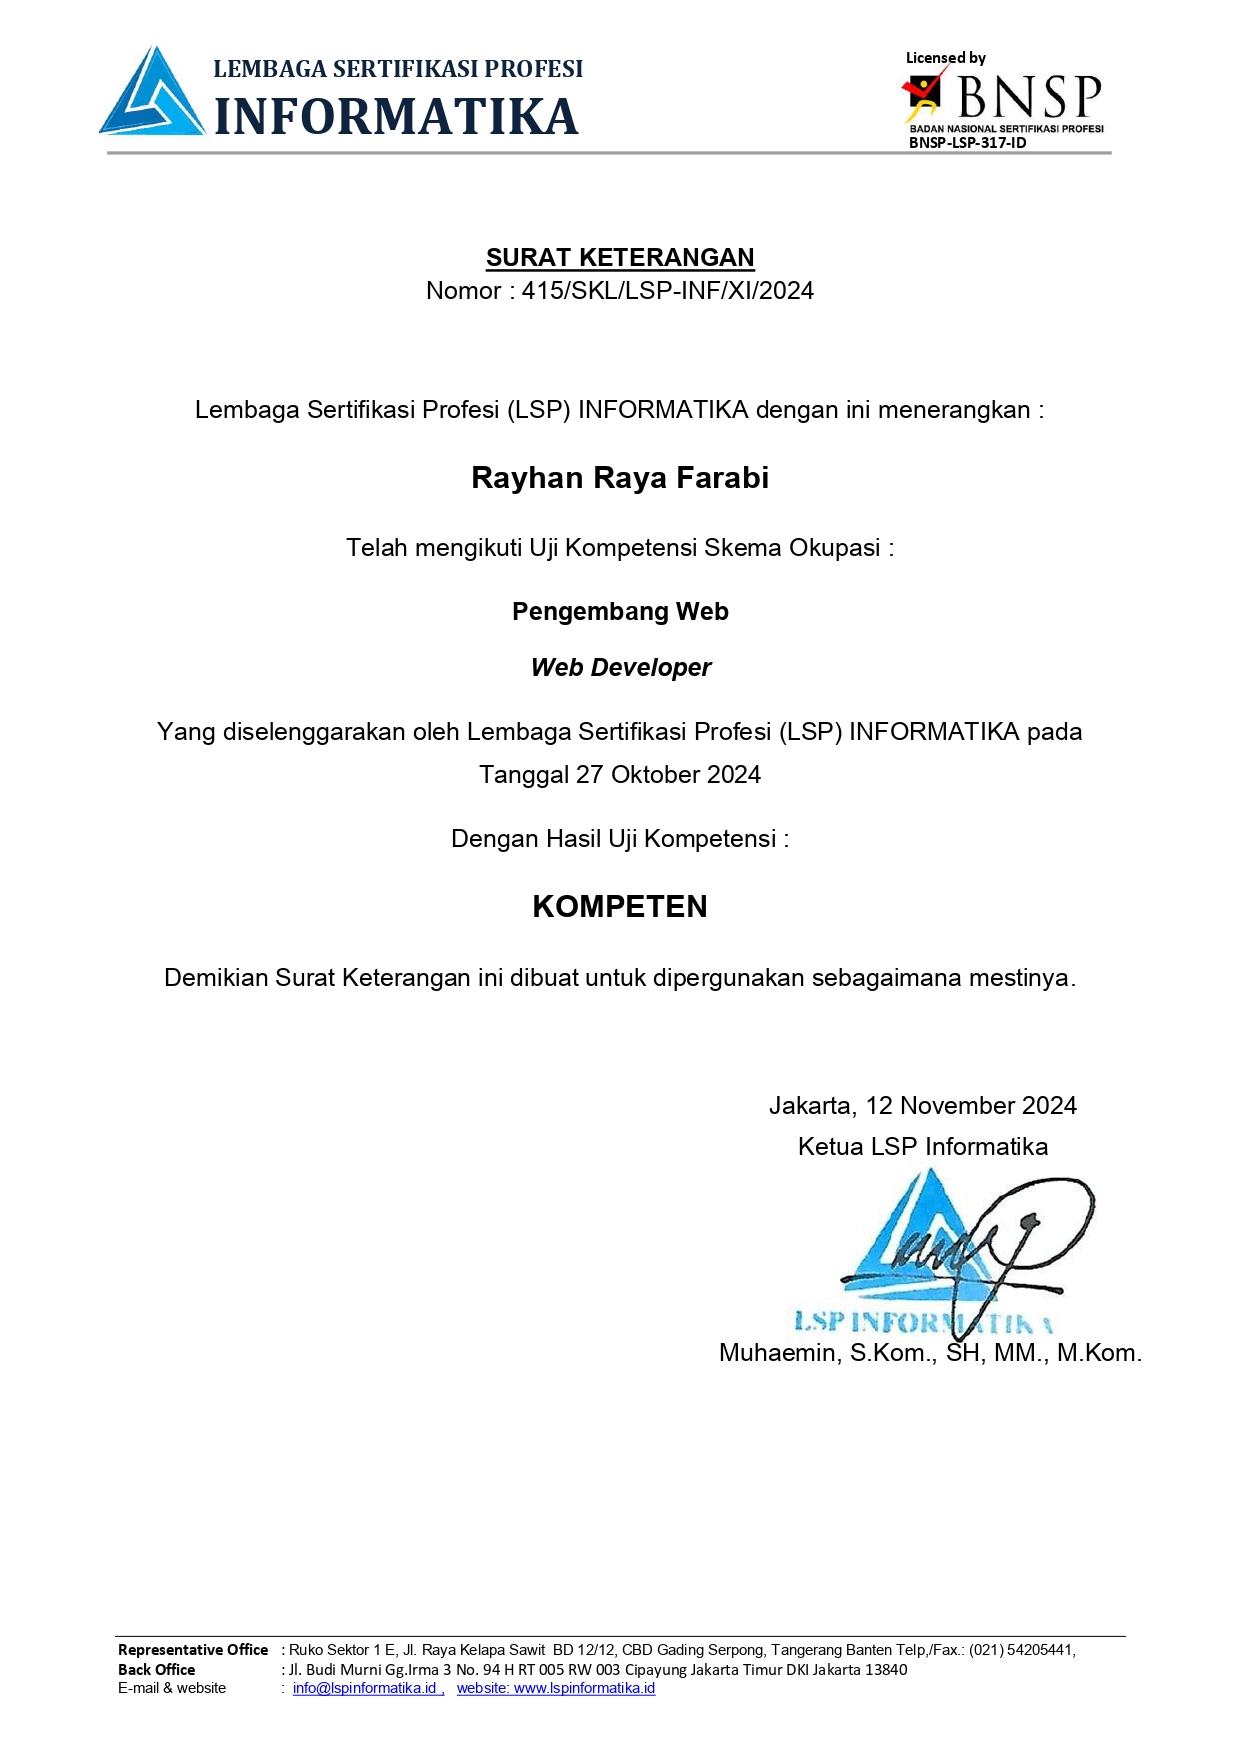 LEMBAGA SERTIFIKASI PROFESI
INFORMATIKA
Licensed by
BNSP
BADAN NASIONAL SERTIFIKASI PROFESI
BNSP-LSP-317-ID
SURAT KETERANGAN
Nomor : 415/SKL/LSP-INF/XI/2024
Lembaga Sertifikasi Profesi (LSP) INFORMATIKA dengan ini menerangkan :
Rayhan Raya Farabi
Telah mengikuti Uji Kompetensi Skema Okupasi :
Pengembang Web
Web Developer
Yang diselenggarakan oleh Lembaga Sertifikasi Profesi (LSP) INFORMATIKA pada
Tanggal 27 Oktober 2024
Dengan Hasil Uji Kompetensi :
KOMPETEN
Demikian Surat Keterangan ini dibuat untuk dipergunakan sebagaimana mestinya.
Jakarta, 12 November 2024
Ketua LSP Informatika
LSP INFORMATIKA
Muhaemin, S.Kom., SH, MM., M.Kom.
Representative Office : Ruko Sektor 1 E, Jl. Raya Kelapa Sawit BD 12/12, CBD Gading Serpong, Tangerang Banten Telp,/Fax.: (021) 54205441,
Back Office : Jl. Budi Murni Gg.Irma 3 No. 94 H RT 005 RW 003 Cipayung Jakarta Timur DKI Jakarta 13840
E-mail & website : info@lspinformatika.id , website: www.lspinformatika.id